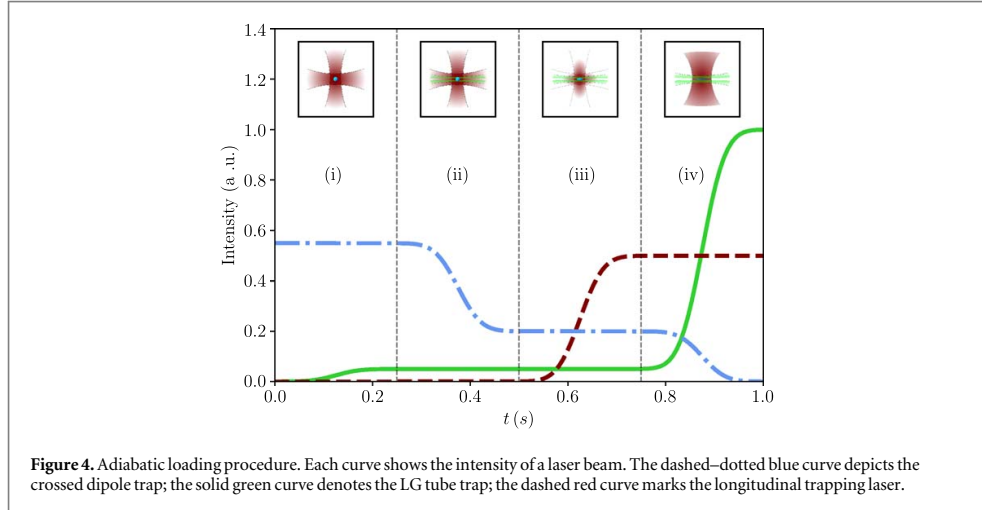 1.4
1.2
1.0
0.8
0.6
0.4
0.2
0.0
Intensity (a .u.)
(i)
(ii)
(iii)
(iv)
0.0
0.2
0.4
0.6
0.8
1.0
t (s)
Figure 4. Adiabatic loading procedure. Each curve shows the intensity of a laser beam. The dashed–dotted blue curve depicts the
crossed dipole trap; the solid green curve denotes the LG tube trap; the dashed red curve marks the longitudinal trapping laser.